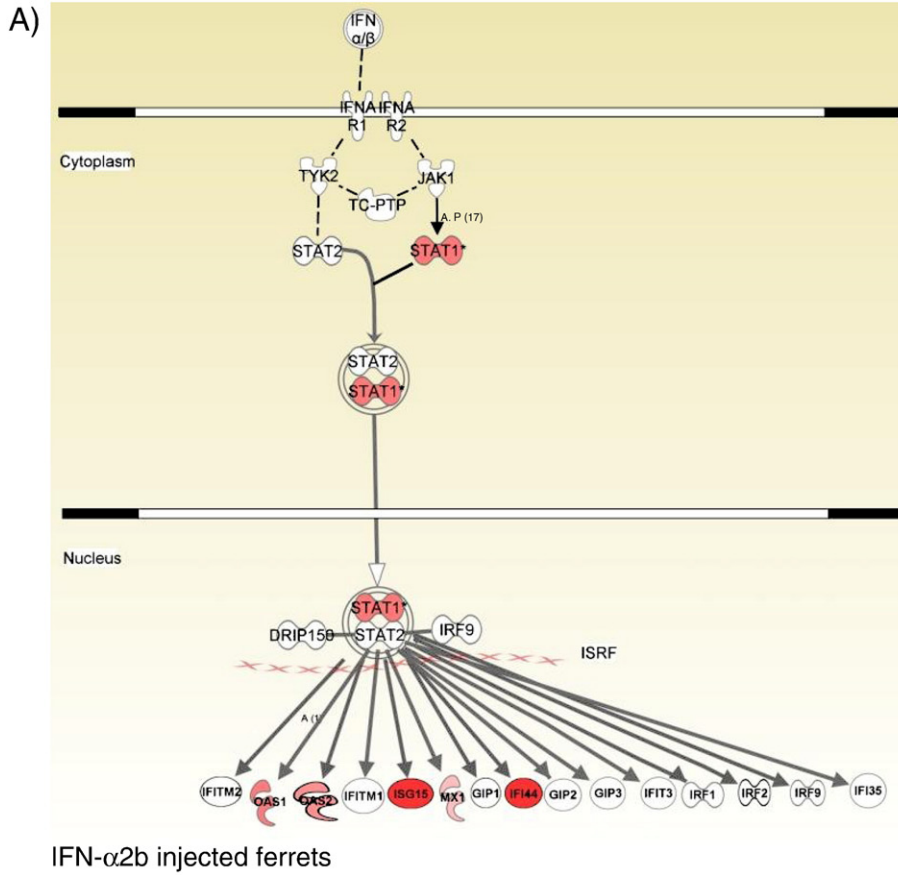 A)
IFN
α/β
IFNA IFNA
R1 R2
Cytoplasm
TYK2 JAK1
TC-PTP
A. P (17)
STAT2 STAT1*
STAT2
STAT1*
Nucleus
STAT1*
DRIP150 STAT2 IRF9
ISRF
A (1)
IFITM2 OAS1 OAS2 IFITM1 ISG15 MX1 GIP1 IFI44 GIP2 GIP3 IFIT3 IRF1 IRF2 IRF9 IFI35
IFN-α2b injected ferrets